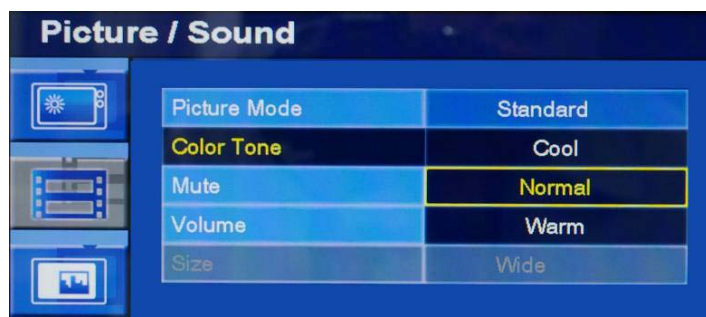 Picture / Sound
Picture Mode Standard
Color Tone Cool
Mute Normal
Volume Warm
Size Wide